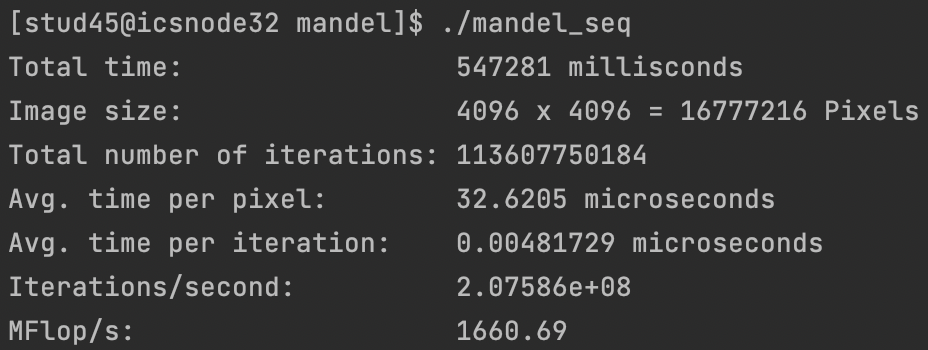 [stud45@icsnode32 mandel]$ ./mandel_seq
Total time: 547281 millisconds
Image size: 4096 x 4096 = 16777216 Pixels
Total number of iterations: 113607750184
Avg. time per pixel: 32.6205 microseconds
Avg. time per iteration: 0.00481729 microseconds
Iterations/second: 2.07586e+08
MFlop/s: 1660.69